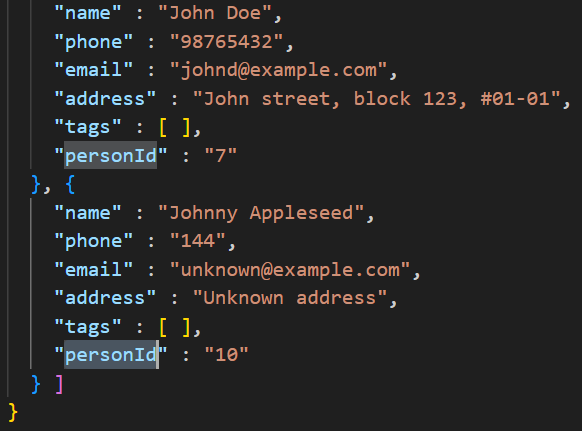 "name" : "John Doe",
"phone" : "98765432",
"email" : "johnd@example.com",
"address" : "John street, block 123, #01-01",
"tags" : [ ],
"personId" : "7"
}, {
"name" : "Johnny Appleseed",
"phone" : "144",
"email" : "unknown@example.com",
"address" : "Unknown address",
"tags" : [ ],
"personId" : "10"
} ]
}